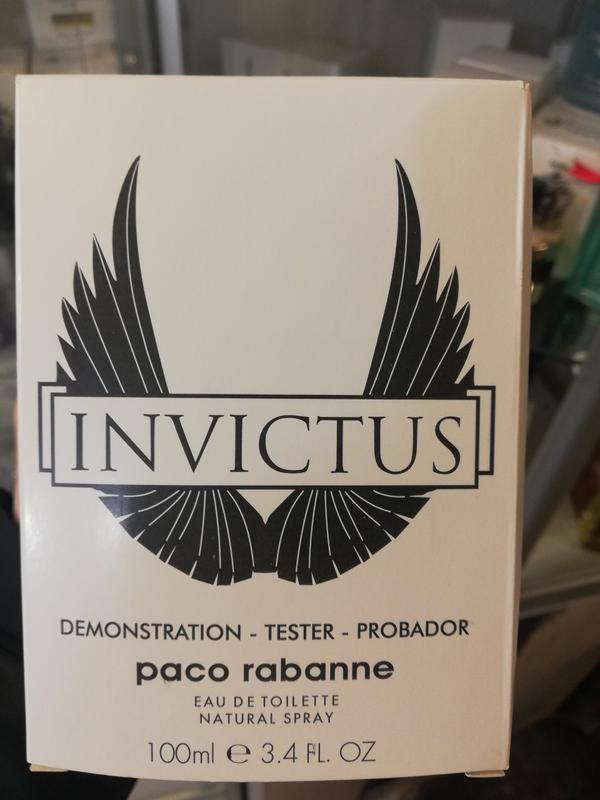 INVICTUS
DEMONSTRATION - TESTER - PROBADOR
paco rabanne
EAU DE TOILETTE
NATURAL SPRAY
100ml ℮ 3.4 FL. OZ